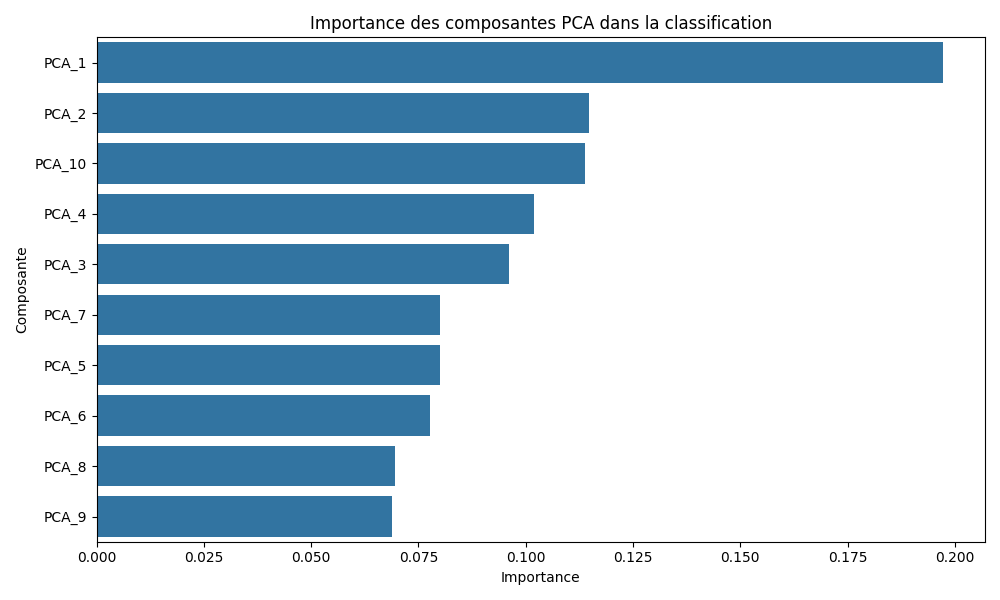 Importance des composantes PCA dans la classification
Composante
PCA_1
PCA_2
PCA_10
PCA_4
PCA_3
PCA_7
PCA_5
PCA_6
PCA_8
PCA_9
0.000 0.025 0.050 0.075 0.100 0.125 0.150 0.175 0.200
Importance